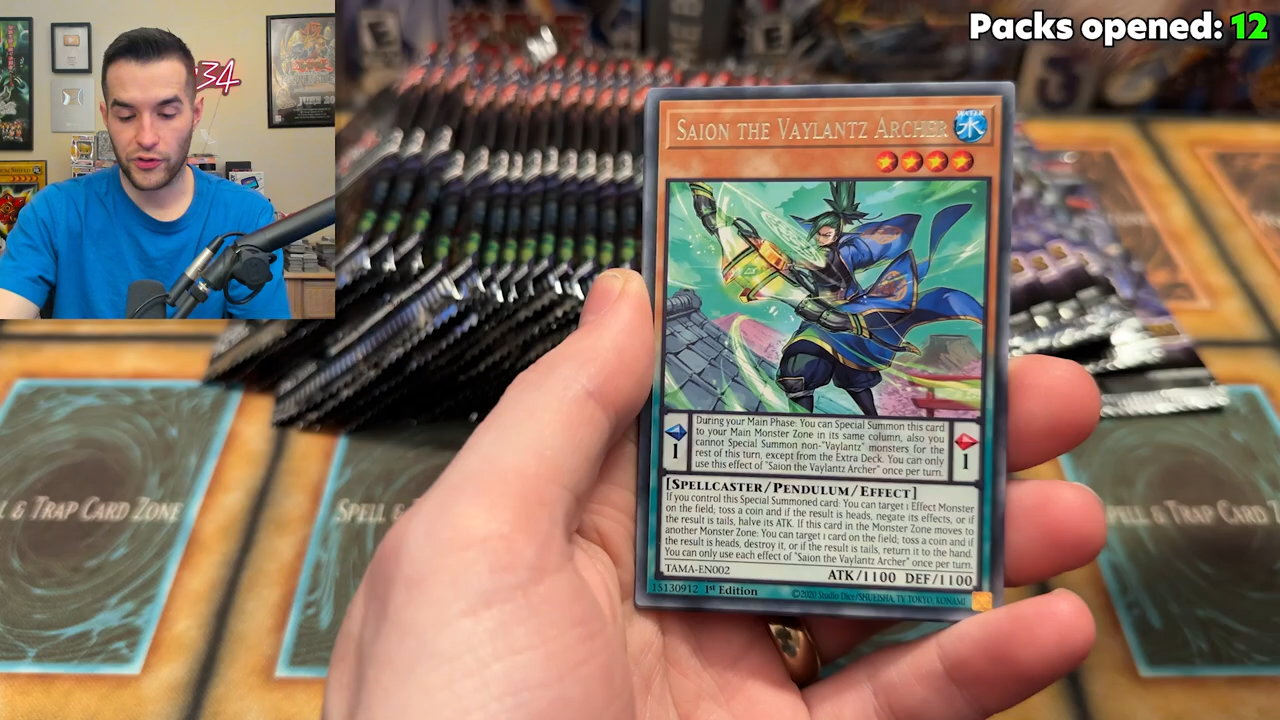 Packs opened: 12
34
JUNE 20
E
E
3
SAION THE VAYLANTZ ARCHER
WATER
水
During your Main Phase: You can Special Summon this card
to your Main Monster Zone in its same column, also you
cannot Special Summon non-"Vaylantz" monsters for the
rest of this turn, except from the Extra Deck. You can only
use this effect of "Saion the Vaylantz Archer" once per turn.
1
1
[SPELLCASTER/PENDULUM/EFFECT]
If you control this Special Summoned card: You can target 1 Effect Monster
on the field; toss a coin and if the result is heads, negate its effects, or if
the result is tails, halve its ATK. If this card in the Monster Zone moves to
another Monster Zone: You can target 1 card on the field; toss a coin and if
the result is heads, destroy it, or if the result is tails, return it to the hand.
You can only use each effect of "Saion the Vaylantz Archer" once per turn.
TAMA-EN002
ATK/1100 DEF/1100
15130912 1st Edition
©2020 Studio Dice/SHUEISHA, TV TOKYO, KONAMI
L & TRAP CARD ZONE
SPELL &
SPELL & TRAP CARD Z